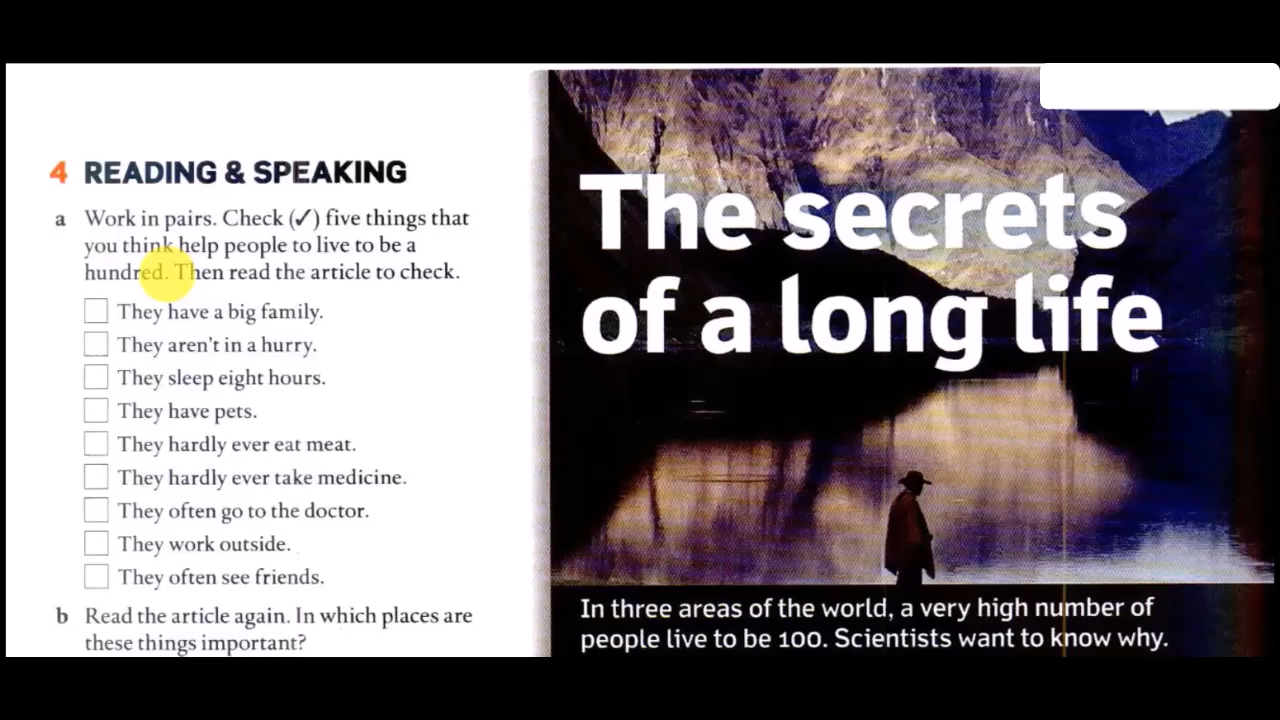 4 READING & SPEAKING
a Work in pairs. Check (✓) five things that
you think help people to live to be a
hundred. Then read the article to check.
They have a big family.
They aren't in a hurry.
They sleep eight hours.
They have pets.
They hardly ever eat meat.
They hardly ever take medicine.
They often go to the doctor.
They work outside.
They often see friends.
b Read the article again. In which places are
these things important?
The secrets
of a long life
In three areas of the world, a very high number of
people live to be 100. Scientists want to know why.